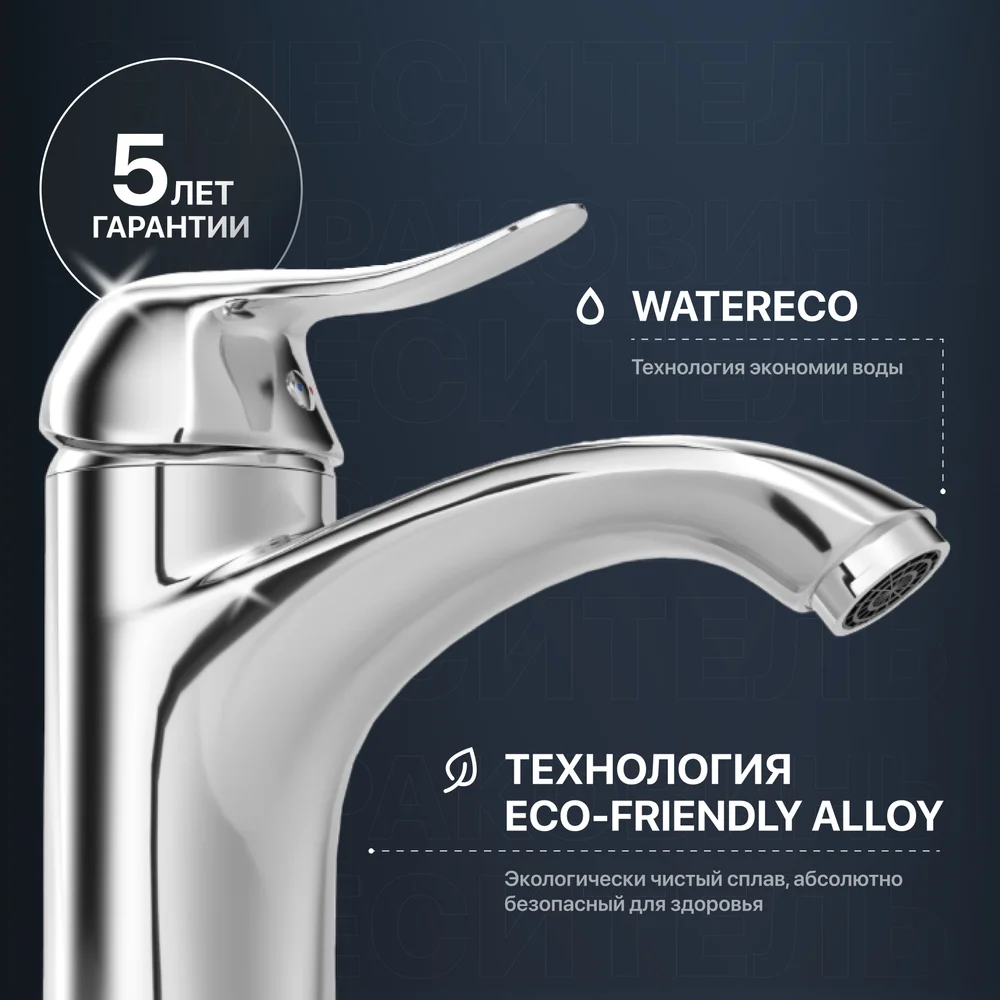 5 ЛЕТ
ГАРАНТИИ
WATERECO
Технология экономии воды
ТЕХНОЛОГИЯ
ECO-FRIENDLY ALLOY
Экологически чистый сплав, абсолютно
безопасный для здоровья